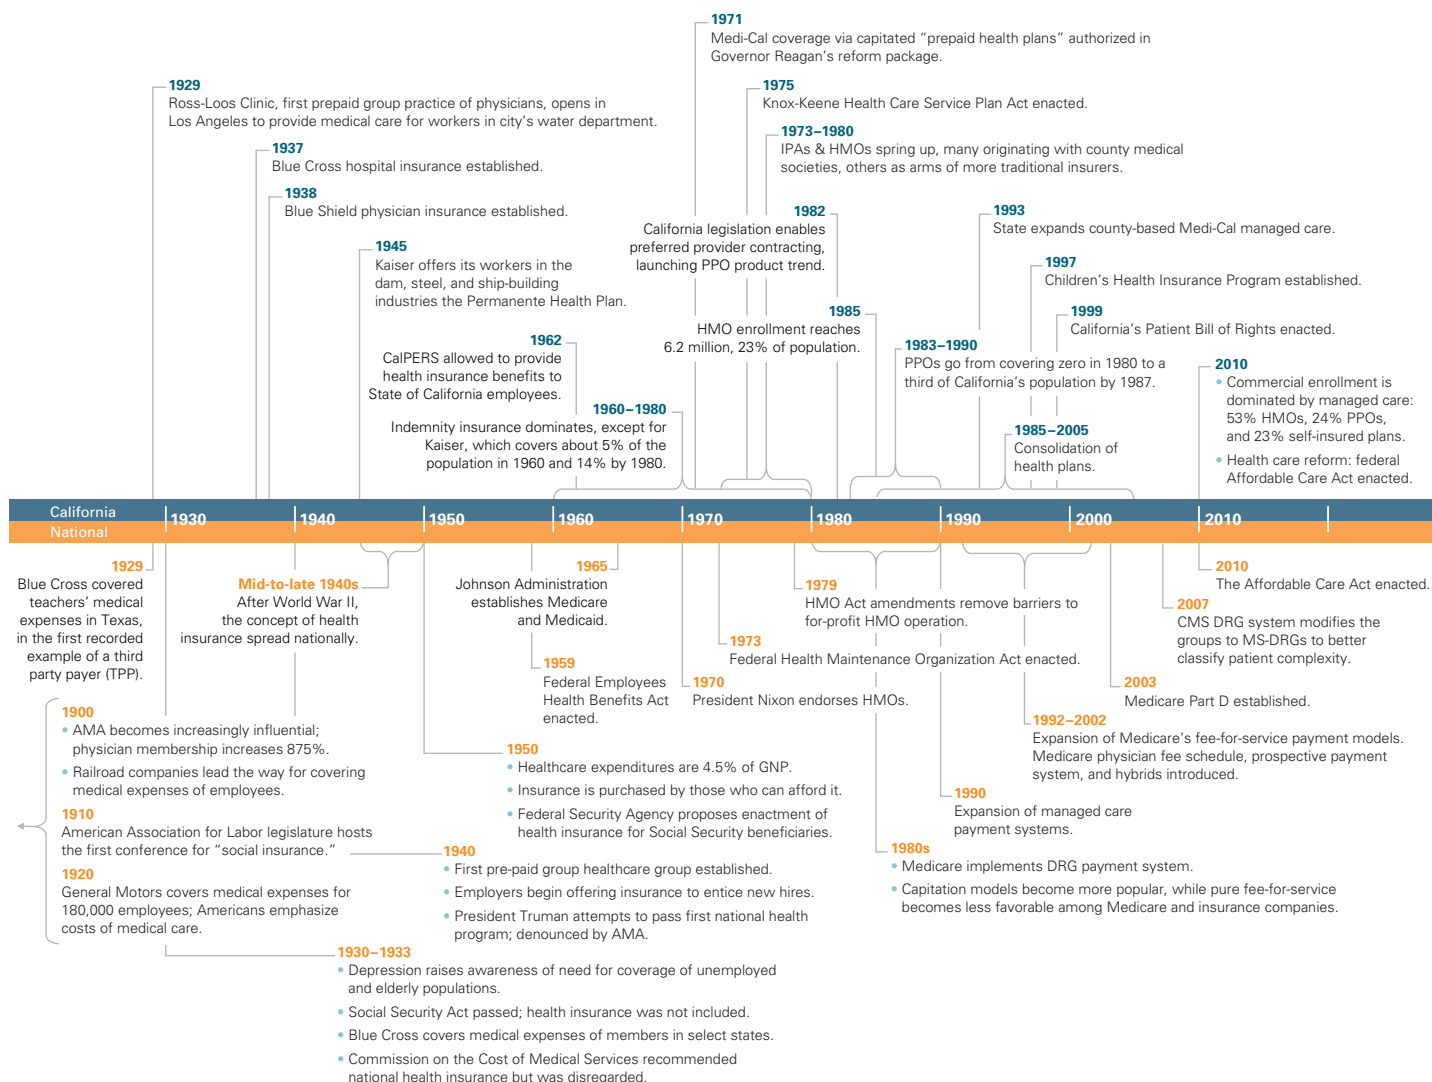 1971
Medi-Cal coverage via capitated “prepaid health plans” authorized in
Governor Reagan’s reform package.
1929
Ross-Loos Clinic, first prepaid group practice of physicians, opens in
Los Angeles to provide medical care for workers in city’s water department.
1975
Knox-Keene Health Care Service Plan Act enacted.
1973–1980
IPAs & HMOs spring up, many originating with county medical
societies, others as arms of more traditional insurers.
1937
Blue Cross hospital insurance established.
1938
Blue Shield physician insurance established.
1982
California legislation enables
preferred provider contracting,
launching PPO product trend.
1993
State expands county-based Medi-Cal managed care.
1945
Kaiser offers its workers in the
dam, steel, and ship-building
industries the Permanente Health Plan.
1997
Children’s Health Insurance Program established.
1985
HMO enrollment reaches
6.2 million, 23% of population.
1999
California’s Patient Bill of Rights enacted.
1962
CalPERS allowed to provide
health insurance benefits to
State of California employees.
1983–1990
PPOs go from covering zero in 1980 to a
third of California’s population by 1987.
2010
• Commercial enrollment is
dominated by managed care:
53% HMOs, 24% PPOs,
and 23% self-insured plans.
• Health care reform: federal
Affordable Care Act enacted.
1960–1980
Indemnity insurance dominates, except for
Kaiser, which covers about 5% of the
population in 1960 and 14% by 1980.
1985–2005
Consolidation of
health plans.
California
National
1930
1940
1950
1960
1970
1980
1990
2000
2010
1929
Blue Cross covered
teachers’ medical
expenses in Texas,
in the first recorded
example of a third
party payer (TPP).
Mid-to-late 1940s
After World War II,
the concept of health
insurance spread nationally.
1965
Johnson Administration
establishes Medicare
and Medicaid.
1979
HMO Act amendments remove barriers to
for-profit HMO operation.
2010
The Affordable Care Act enacted.
2007
CMS DRG system modifies the
groups to MS-DRGs to better
classify patient complexity.
1973
Federal Health Maintenance Organization Act enacted.
1959
Federal Employees
Health Benefits Act
enacted.
1970
President Nixon endorses HMOs.
2003
Medicare Part D established.
1900
• AMA becomes increasingly influential;
physician membership increases 875%.
• Railroad companies lead the way for covering
medical expenses of employees.
1992–2002
Expansion of Medicare’s fee-for-service payment models.
Medicare physician fee schedule, prospective payment
system, and hybrids introduced.
1950
• Healthcare expenditures are 4.5% of GNP.
• Insurance is purchased by those who can afford it.
• Federal Security Agency proposes enactment of
health insurance for Social Security beneficiaries.
1990
Expansion of managed care
payment systems.
1910
American Association for Labor legislature hosts
the first conference for “social insurance.”
1940
• First pre-paid group healthcare group established.
• Employers begin offering insurance to entice new hires.
• President Truman attempts to pass first national health
program; denounced by AMA.
1980s
• Medicare implements DRG payment system.
• Capitation models become more popular, while pure fee-for-service
becomes less favorable among Medicare and insurance companies.
1920
General Motors covers medical expenses for
180,000 employees; Americans emphasize
costs of medical care.
1930–1933
• Depression raises awareness of need for coverage of unemployed
and elderly populations.
• Social Security Act passed; health insurance was not included.
• Blue Cross covers medical expenses of members in select states.
• Commission on the Cost of Medical Services recommended
national health insurance but was disregarded.